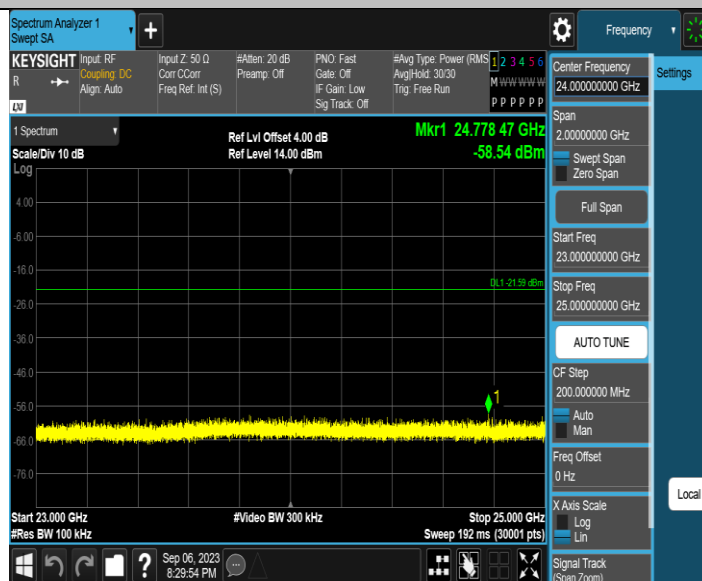 Spectrum Analyzer 1
Swept SA
+
Frequency
KEYSIGHT
R
LXI
Input: RF
Coupling: DC
Align: Auto
Input Z: 50 Ω
Corr CCorr
Freq Ref: Int (S)
#Atten: 20 dB
Preamp: Off
PNO: Fast
Gate: Off
IF Gain: Low
Sig Track: Off
#Avg Type: Power (RMS
Avg|Hold: 30/30
Trig: Free Run
1 2 3 4 5 6
M W W W W W
P P P P P P
1 Spectrum
Scale/Div 10 dB
Log
Ref Lvl Offset 4.00 dB
Ref Level 14.00 dBm
Mkr1 24.778 47 GHz
-58.54 dBm
4.00
-6.00
-16.0
DL1 -21.59 dBm
-26.0
-36.0
-46.0
-56.0
1
-66.0
-76.0
Start 23.000 GHz
#Res BW 100 kHz
#Video BW 300 kHz
Stop 25.000 GHz
Sweep 192 ms (30001 pts)
?
Sep 06, 2023
8:29:54 PM
Center Frequency
24.00000000 GHz
Span
2.00000000 GHz
Swept Span
Zero Span
Full Span
Start Freq
23.000000000 GHz
Stop Freq
25.000000000 GHz
AUTO TUNE
CF Step
200.000000 MHz
Auto
Man
Freq Offset
0 Hz
X Axis Scale
Log
Lin
Signal Track
(Span Zoom)
Settings
Local